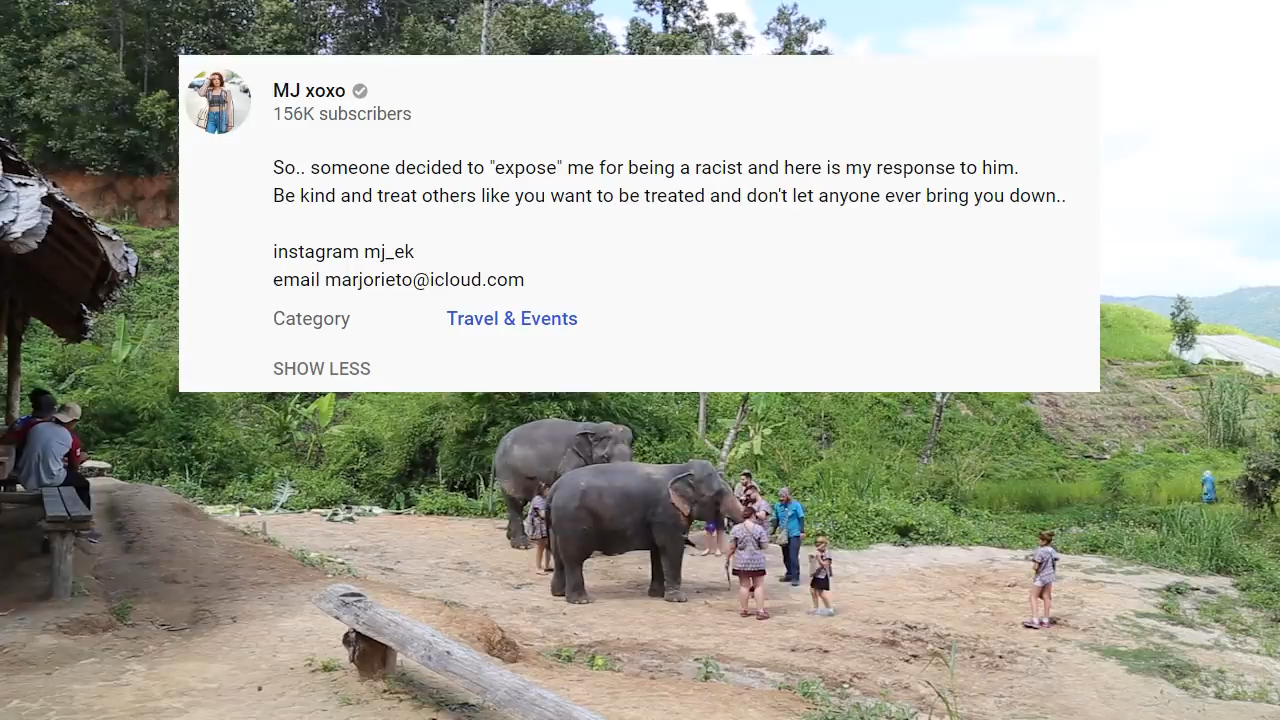 MJ xoxo
156K subscribers
So.. someone decided to "expose" me for being a racist and here is my response to him.
Be kind and treat others like you want to be treated and don't let anyone ever bring you down..
instagram mj_ek
email marjorieto@icloud.com
Category Travel & Events
SHOW LESS